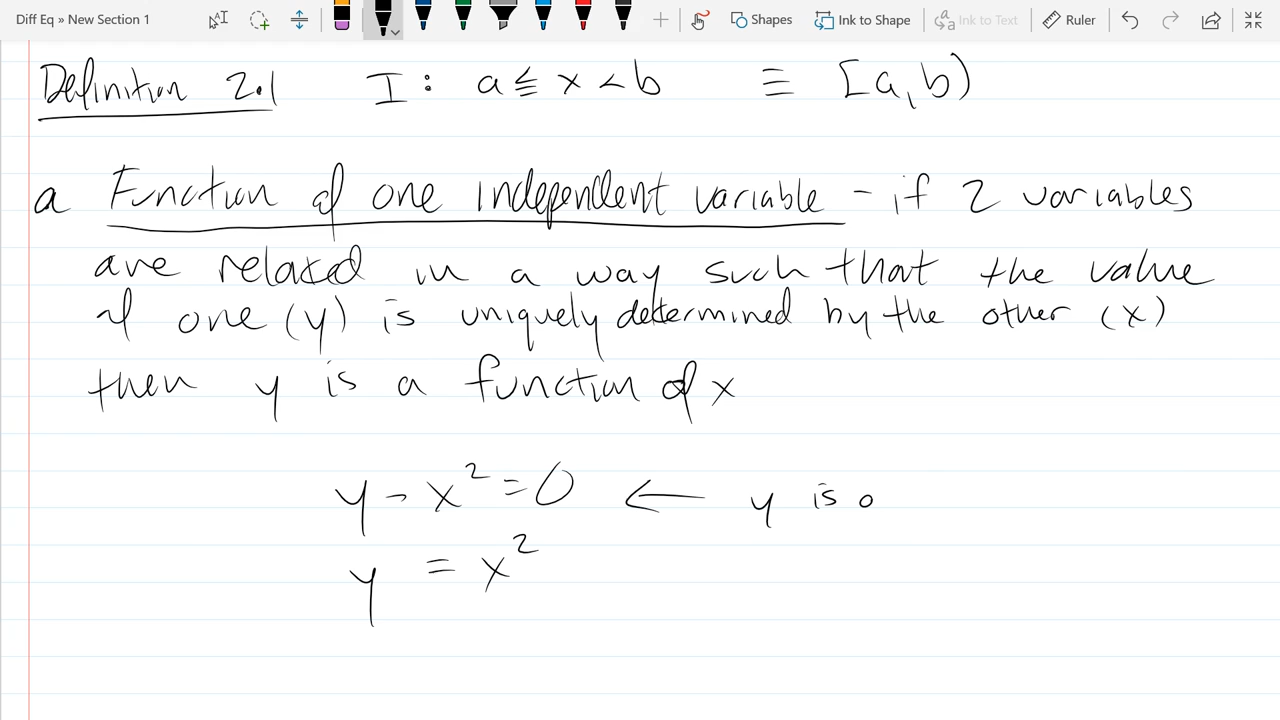 Diff Eq » New Section 1
Shapes
Ink to Shape
Ink to Text
Ruler
Definition 2.1 I: a ≦ x < b ≡ [a,b)
a Function of one independent variable - if 2 variables
are related in a way such that the value
of one (y) is uniquely determined by the other (x)
then y is a function of x
y - x² = 0 ← y is a
y = x²